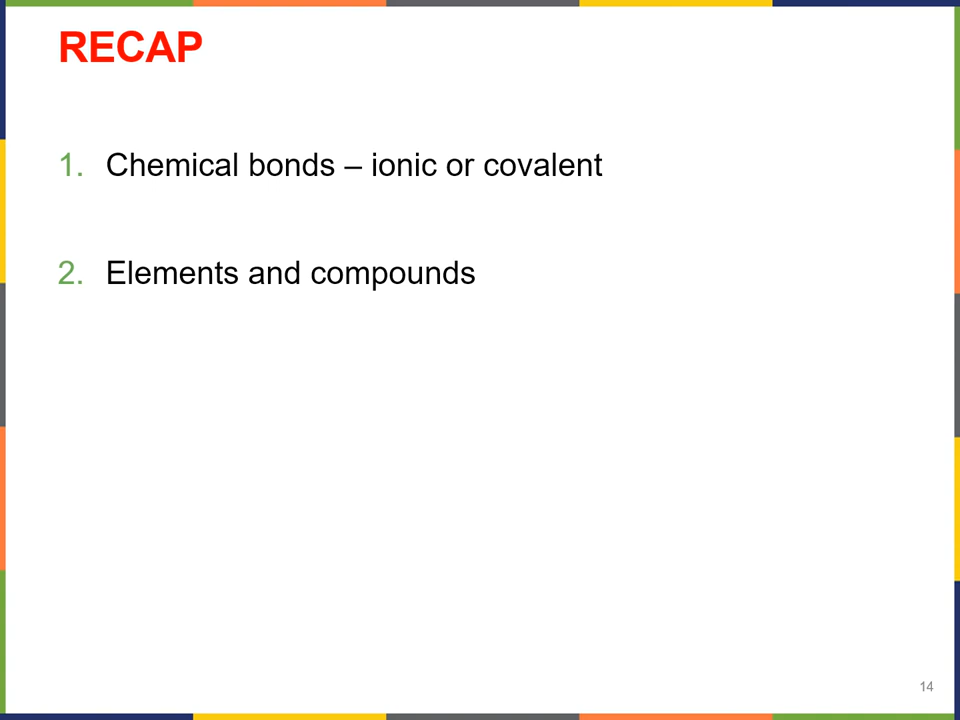 RECAP
1. Chemical bonds – ionic or covalent
2. Elements and compounds
14